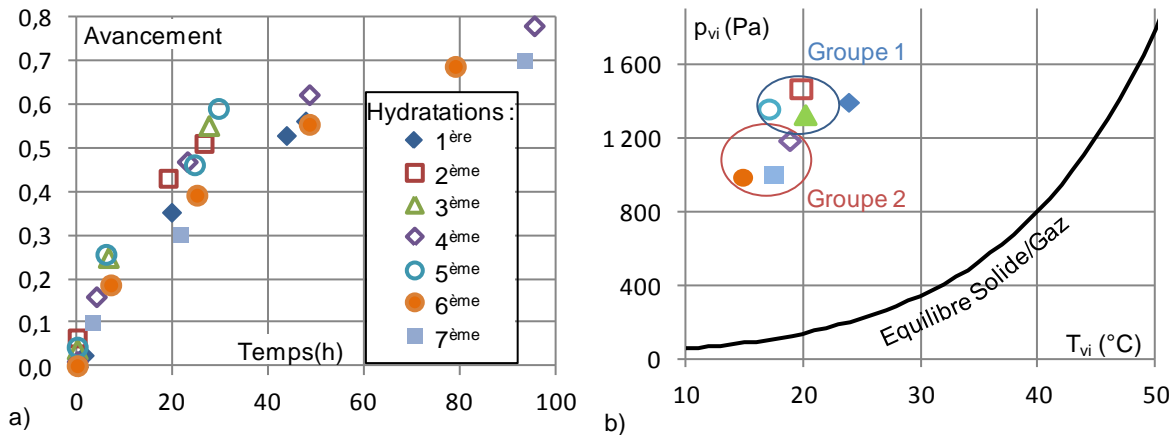 0,8
0,7
0,6
0,5
0,4
0,3
0,2
0,1
0,0
Avancement
Hydratations :
1ère
2ème
3ème
4ème
5ème
6ème
7ème
Temps(h)
0 20 40 60 80 100
a)
pvi (Pa)
Groupe 1
Groupe 2
1 600
1 200
800
400
0
Equilibre Solide/Gaz
Tvi (°C)
10 20 30 40 50
b)